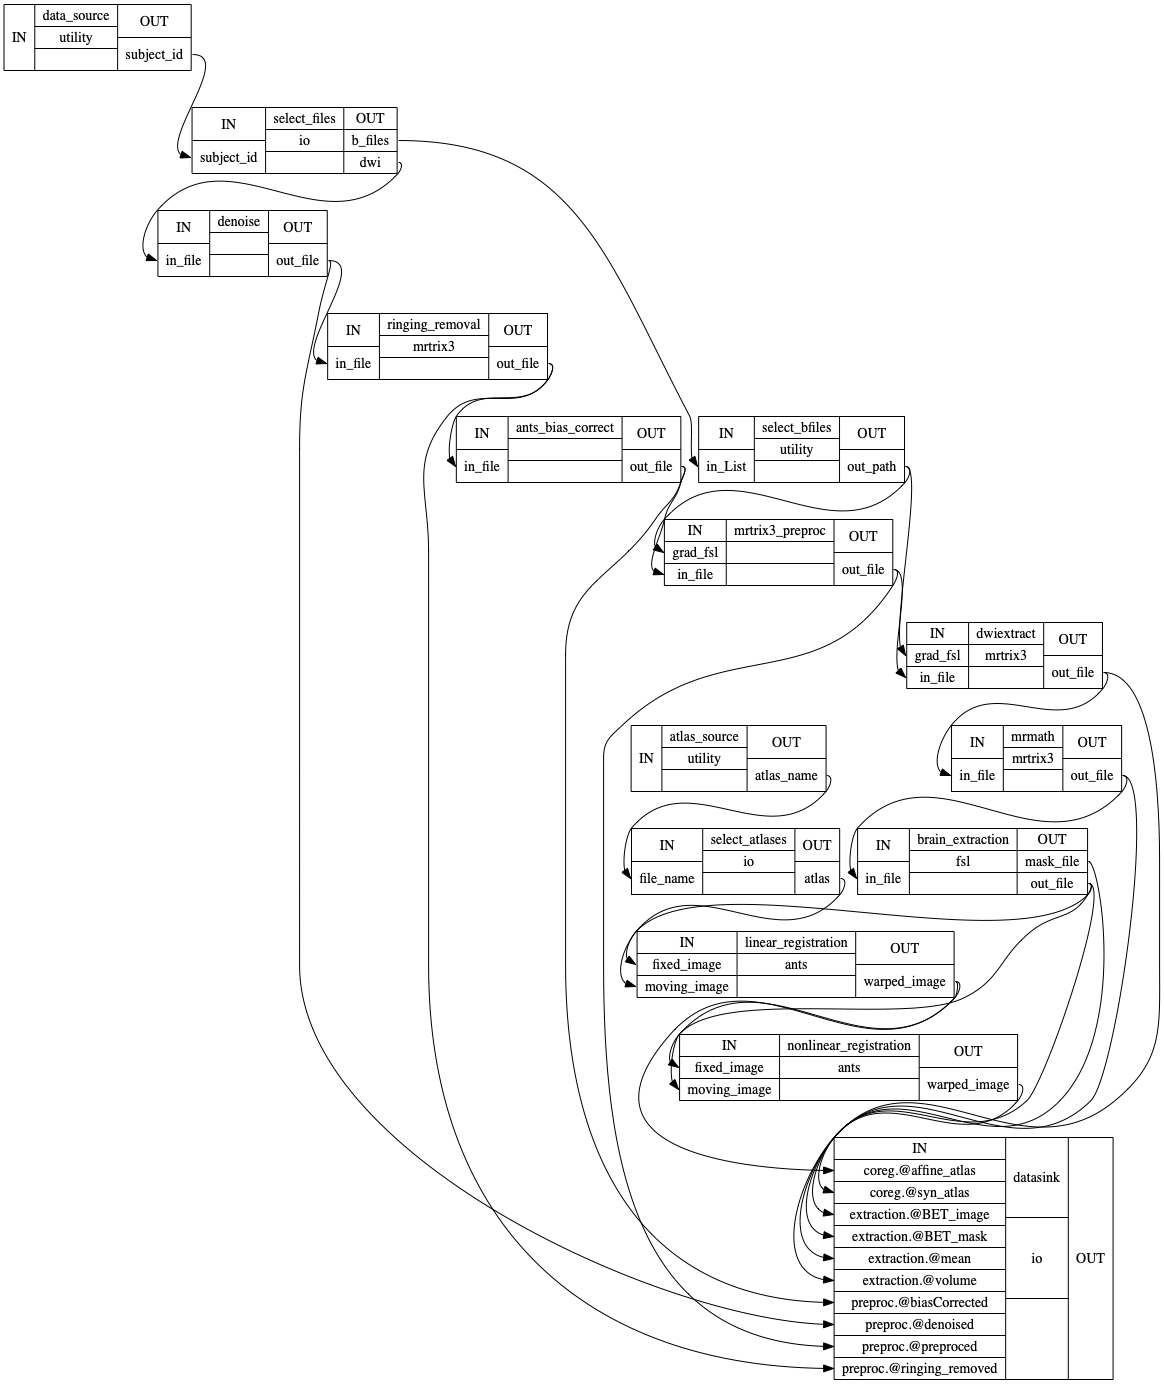 data_source
OUT
IN
utility
subject_id
select_files
OUT
IN
io
b_files
subject_id
dwi
denoise
IN
OUT
in_file
out_file
ringing_removal
IN
OUT
mrtrix3
in_file
out_file
ants_bias_correct
IN
OUT
in_file
out_file
select_bfiles
IN
OUT
utility
in_List
out_path
IN
mrtrix3_preproc
OUT
grad_fsl
in_file
out_file
IN
dwiextract
OUT
grad_fsl
mrtrix3
in_file
out_file
atlas_source
OUT
IN
utility
atlas_name
mrmath
IN
OUT
mrtrix3
in_file
out_file
select_atlases
IN
OUT
io
file_name
atlas
brain_extraction
OUT
IN
fsl
mask_file
in_file
out_file
IN
linear_registration
OUT
fixed_image
ants
moving_image
warped_image
IN
nonlinear_registration
OUT
fixed_image
ants
moving_image
warped_image
IN
coreg.@affine_atlas
datasink
coreg.@syn_atlas
extraction.@BET_image
extraction.@BET_mask
extraction.@mean
io
OUT
extraction.@volume
preproc.@biasCorrected
preproc.@denoised
preproc.@preproced
preproc.@ringing_removed